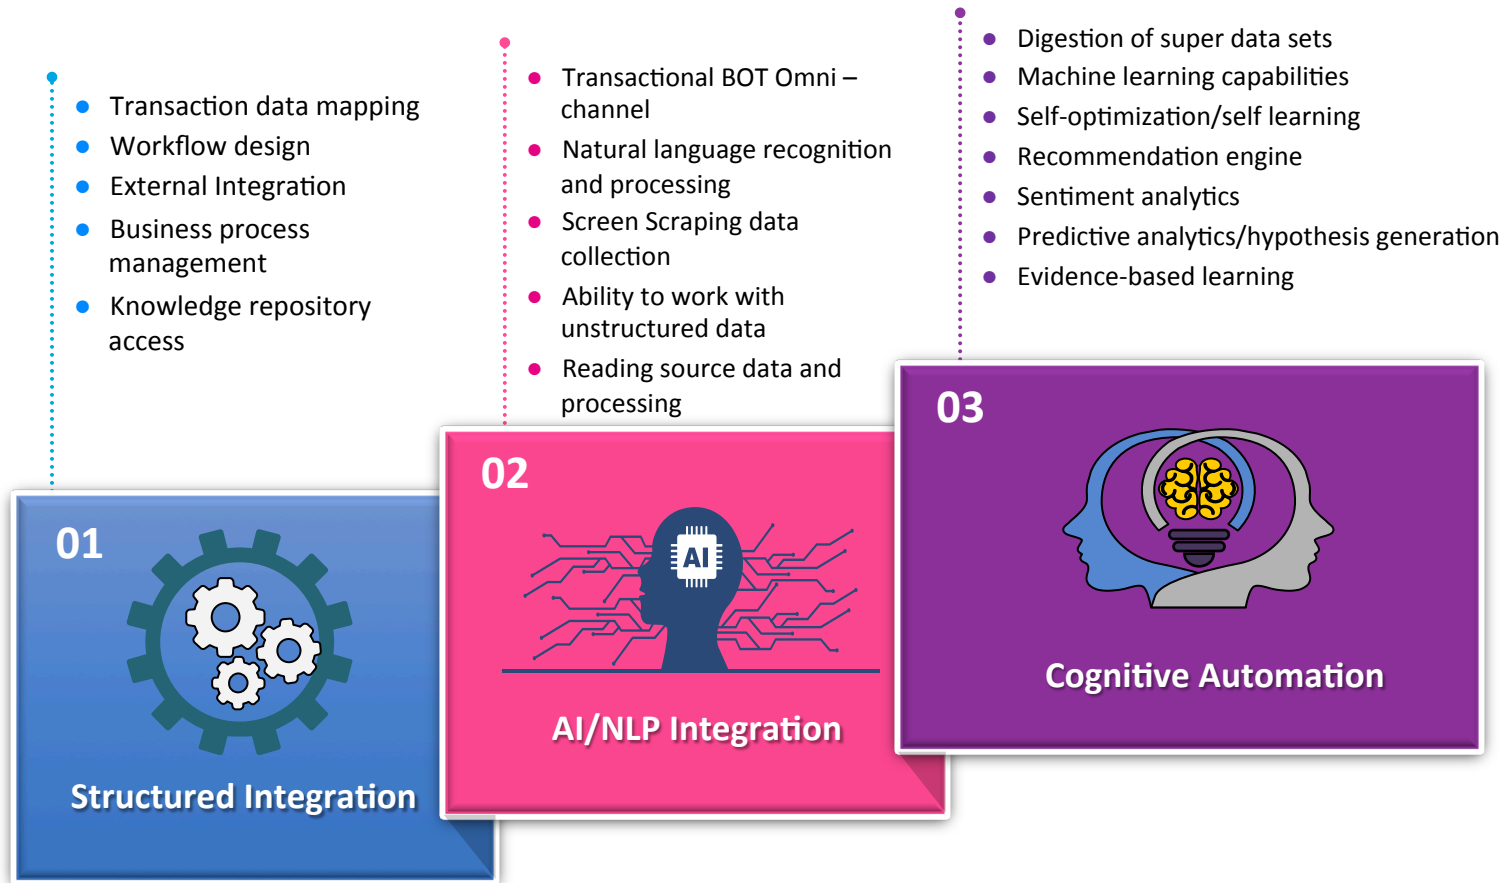 Transaction data mapping
Workflow design
External Integration
Business process
management
Knowledge repository
access
01
Structured Integration
Transactional BOT Omni –
channel
Natural language recognition
and processing
Screen Scraping data
collection
Ability to work with
unstructured data
Reading source data and
processing
02
AI
AI/NLP Integration
Digestion of super data sets
Machine learning capabilities
Self-optimization/self learning
Recommendation engine
Sentiment analytics
Predictive analytics/hypothesis generation
Evidence-based learning
03
Cognitive Automation